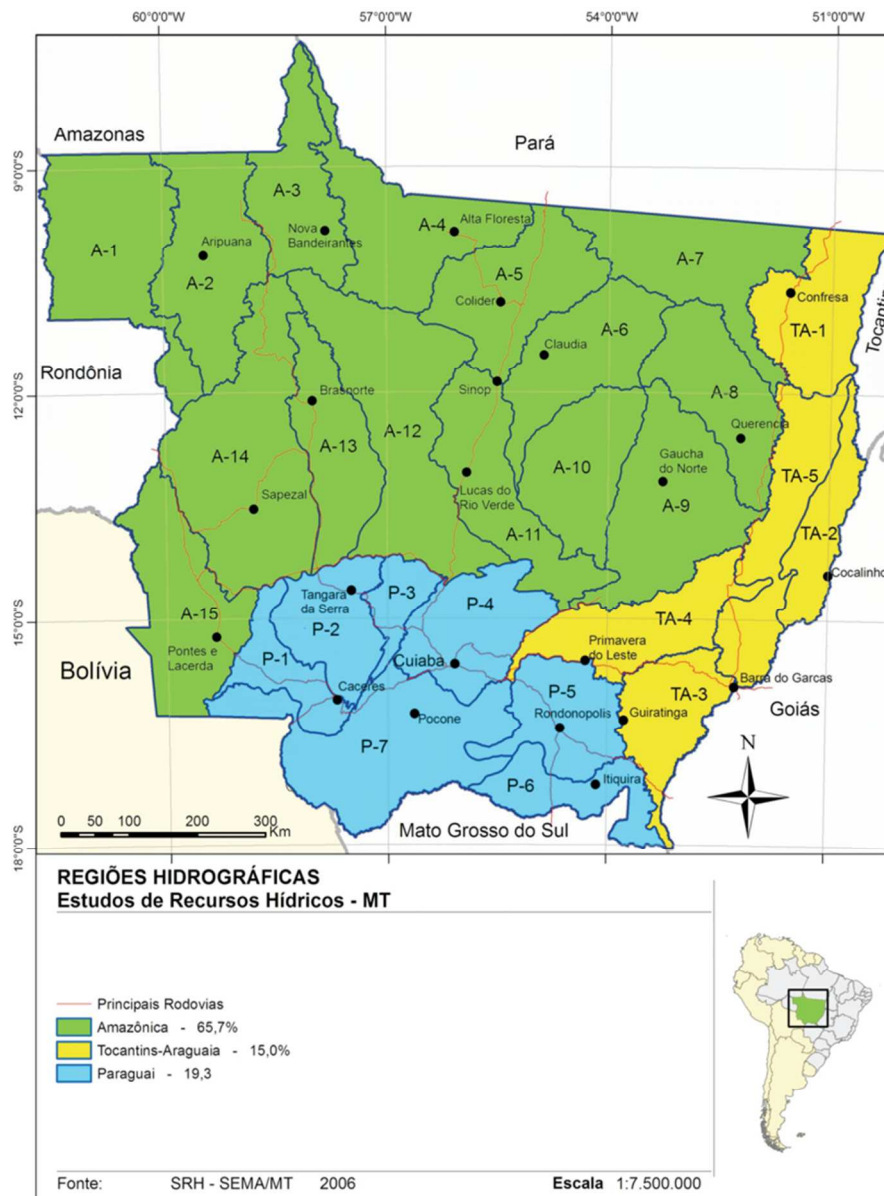 60°0'0"W 57°0'0"W 54°0'0"W 51°0'0"W
Amazonas
Pará
9°0'0"S
A-3
A-1
Aripuana
A-2
Nova
Bandeirantes
A-4
Alta Floresta
A-5
Colider
A-7
Confresa
TA-1
A-6
Claudia
Rondônia
12°0'0"S
Brasnorte
Sinop
A-8
Querencia
A-14
A-13
A-12
Sapezal
Lucas do
Rio Verde
A-10
Gaucha
do Norte
A-9
TA-5
TA-2
A-11
Cocalinho
15°0'0"S
A-15
Pontes e
Lacerda
Tangara
da Serra
P-3
P-4
P-2
P-1
Cuiaba
TA-4
Primavera
do Leste
Bolívia
Caceres
Pocone
P-5
Rondonopolis
TA-3
Guiratinga
Barra do Garcas
Goiás
P-7
P-6
Itiquira
N
0 50 100 200 300
Km
Mato Grosso do Sul
18°0'0"S
REGIÕES HIDROGRÁFICAS
Estudos de Recursos Hídricos - MT
Principais Rodovias
Amazônica - 65,7%
Tocantins-Araguaia - 15,0%
Paraguai - 19,3
Fonte: SRH - SEMA/MT 2006 Escala 1:7.500.000